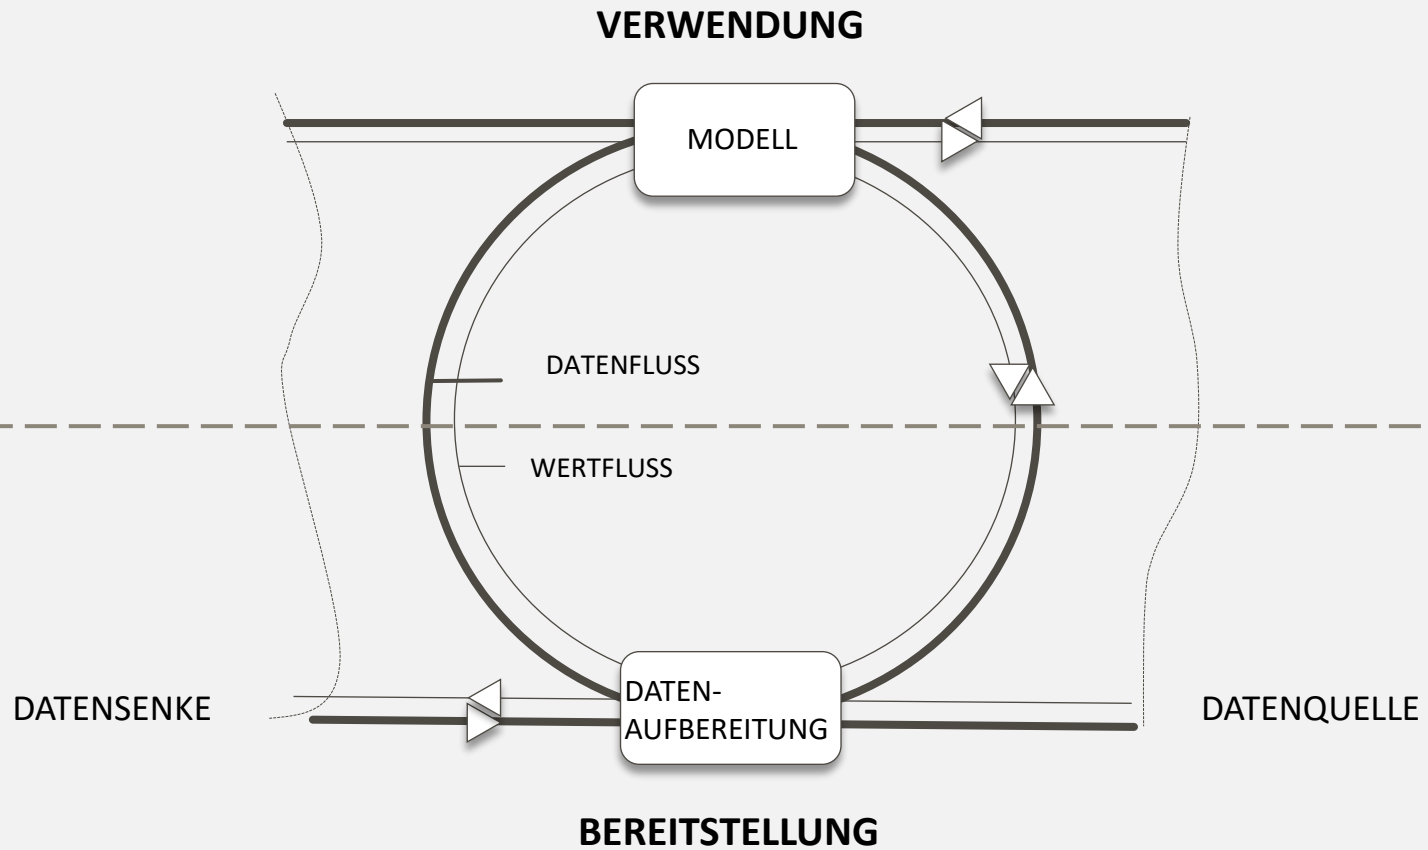 VERWENDUNG
MODELL
DATENFLUSS
WERTFLUSS
DATENSENKE
DATEN-
AUFBEREITUNG
DATENQUELLE
BEREITSTELLUNG